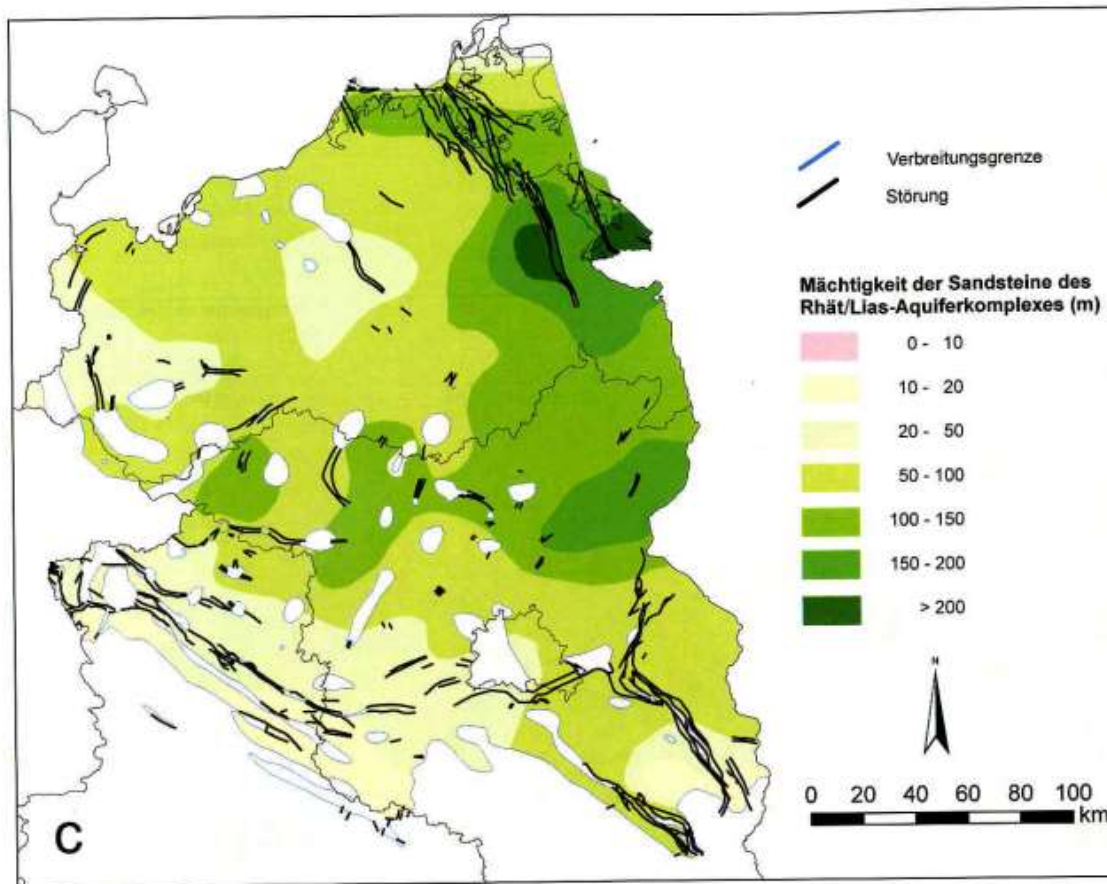 Verbreitungsgrenze
Störung
Mächtigkeit der Sandsteine des
Rhät/Lias-Aquiferkomplexes (m)
0 - 10
10 - 20
20 - 50
50 - 100
100 - 150
150 - 200
> 200
N
0 20 40 60 80 100
km
C